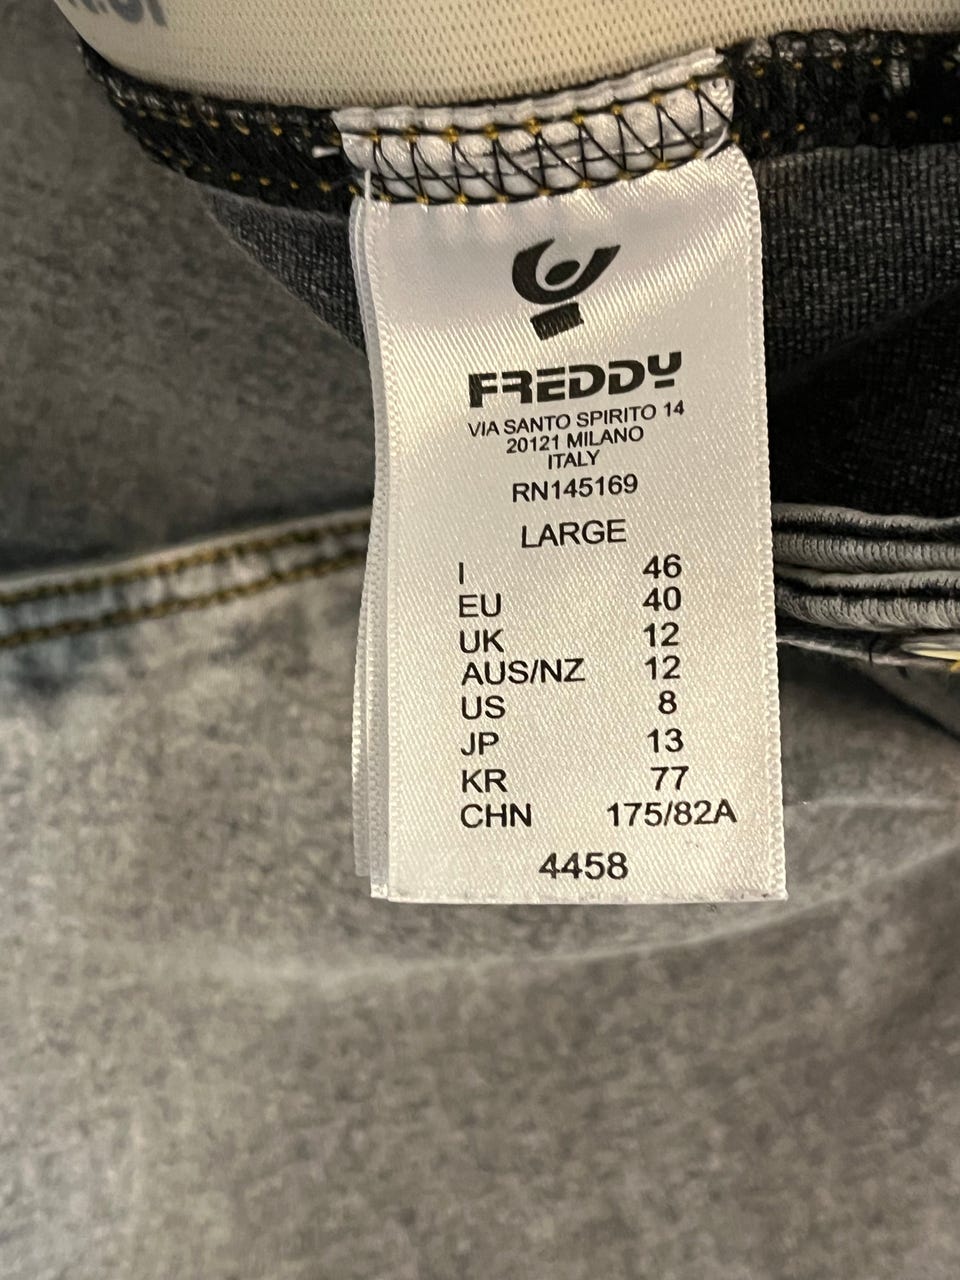 FREDDY
VIA SANTO SPIRITO 14
20121 MILANO
ITALY
RN145169
LARGE
I 46
EU 40
UK 12
AUS/NZ 12
US 8
JP 13
KR 77
CHN 175/82A
4458